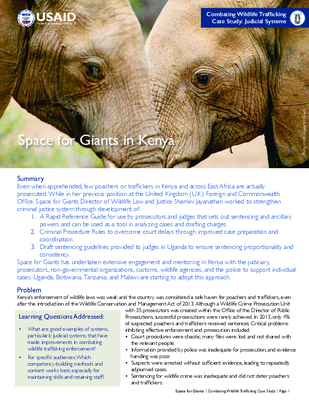 USAID
FROM THE AMERICAN PEOPLE
Combating Wildlife Trafficking
Case Study: Judicial Systems
Space for Giants in Kenya
Summary
Even when apprehended, few poachers or traffickers in Kenya and across East Africa are actually
prosecuted. While in her previous position at the United Kingdom (U.K.) Foreign and Commonwealth
Office, Space for Giants Director of Wildlife Law and Justice Shamini Jayanathan worked to strengthen
criminal justice system through development of:
1. A Rapid Reference Guide for use by prosecutors and judges that sets out sentencing and ancillary
powers and can be used as a tool in analyzing cases and drafting charges.
2. Criminal Procedure Rules to overcome court delays through improved case preparation and
coordination.
3. Draft sentencing guidelines provided to judges in Uganda to ensure sentencing proportionality and
consistency.
Space for Giants has undertaken extensive engagement and mentoring in Kenya with the judiciary,
prosecutors, non-governmental organizations, customs, wildlife agencies, and the police to support individual
cases. Uganda, Botswana, Tanzania, and Malawi are starting to adopt this approach.
Problem
Kenya's enforcement of wildlife laws was weak and the country was considered a safe haven for poachers and traffickers, even
after the introduction of the Wildlife Conservation and Management Act of 2013. Although a Wildlife Crime Prosecution Unit
with 35 prosecutors was created within the Office of the Director of Public
Prosecutions, successful prosecutions were rarely achieved. In 2013, only 4%
of suspected poachers and traffickers received sentences. Critical problems
inhibiting effective enforcement and prosecution included:
• Court procedures were chaotic; many files were lost and not shared with
the relevant people.
• Information provided by police was inadequate for prosecution, and evidence
handling was poor.
• Suspects were arrested without sufficient evidence, leading to repeatedly
adjourned cases.
• Sentencing for wildlife crime was inadequate and did not deter poachers
and traffickers.
Learning Questions Addressed:
• What are good examples of systems,
particularly judicial systems, that have
made improvements in combating
wildlife trafficking enforcement?
• For specific audiences: Which
competency-building methods and
content works best, especially for
maintaining skills and retaining staff?
Space for Giants | Combating Wildlife Trafficking Case Study | Page 1